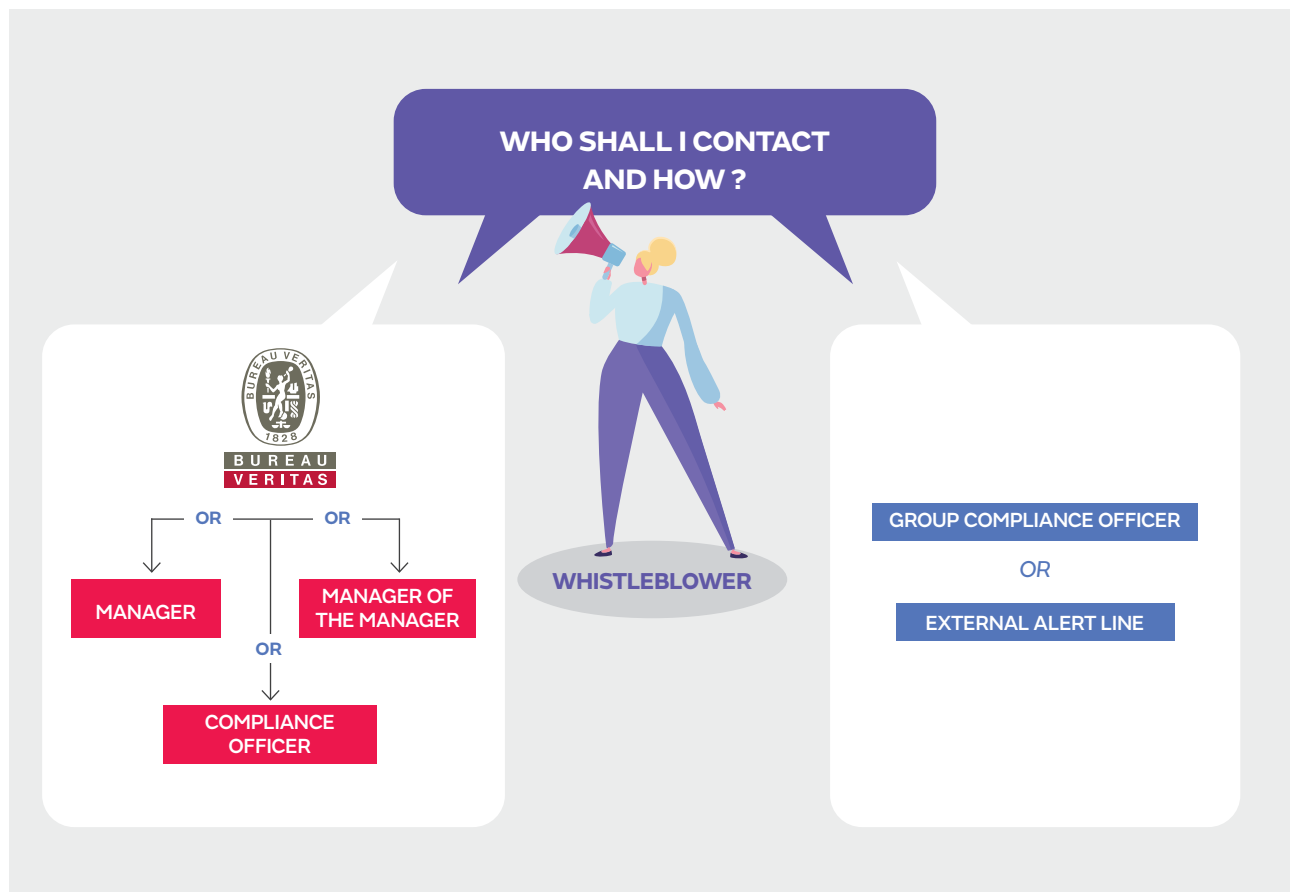 WHO SHALL I CONTACT
AND HOW ?
BUREAU VERITAS
1828
BUREAU
VERITAS
OR
OR
MANAGER
MANAGER OF
THE MANAGER
OR
COMPLIANCE
OFFICER
WHISTLEBLOWER
GROUP COMPLIANCE OFFICER
OR
EXTERNAL ALERT LINE